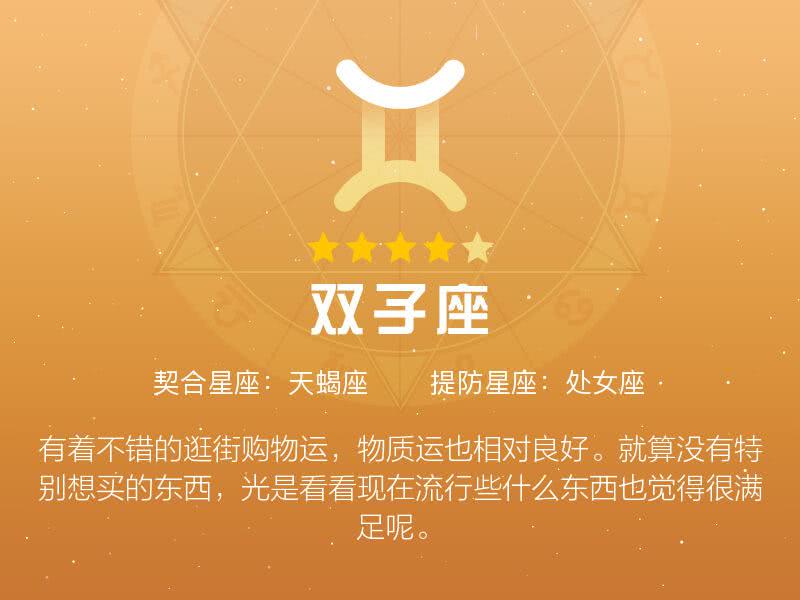 双子座
契合星座：天蝎座 提防星座：处女座
有着不错的逛街购物运，物质运也相对良好。就算没有特
别想买的东西，光是看看现在流行些什么东西也觉得很满
足呢。